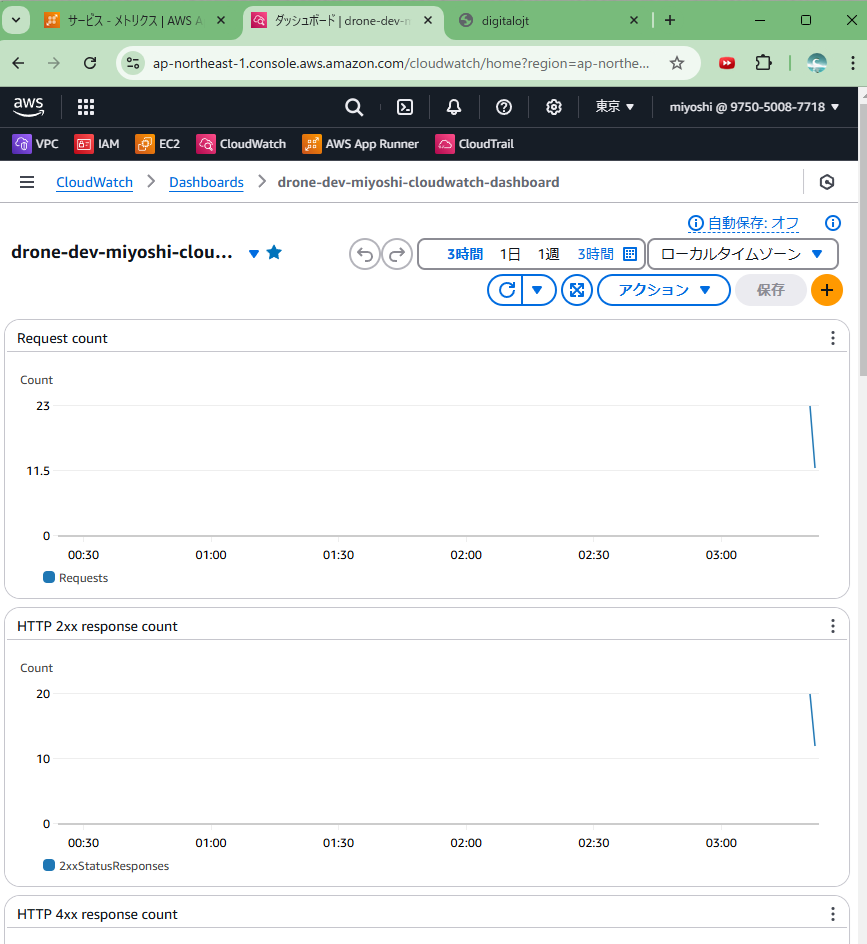 サービス - メトリクス | AWS A
ダッシュボード | drone-dev-m
digitalojt
ap-northeast-1.console.aws.amazon.com/cloudwatch/home?region=ap-northe...
aws
東京
miyoshi @ 9750-5008-7718
VPC
IAM
EC2
CloudWatch
AWS App Runner
CloudTrail
CloudWatch
Dashboards
drone-dev-miyoshi-cloudwatch-dashboard
自動保存: オフ
drone-dev-miyoshi-clou...
3時間
1日
1週
3時間
ローカルタイムゾーン
アクション
保存
Request count
Count
23
11.5
0
00:30
01:00
01:30
02:00
02:30
03:00
Requests
HTTP 2xx response count
Count
20
10
0
00:30
01:00
01:30
02:00
02:30
03:00
2xxStatusResponses
HTTP 4xx response count